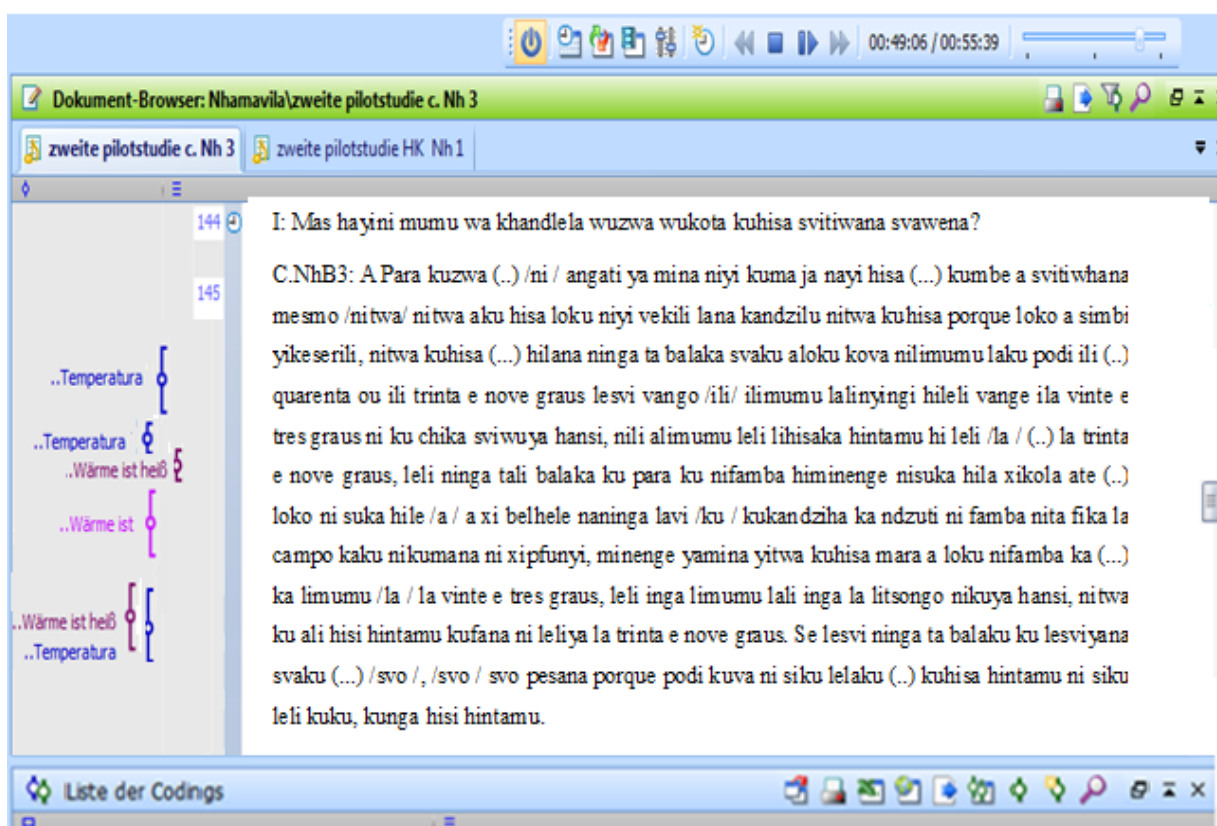 00:49:06 / 00:55:39
Dokument-Browser: Nhamavila\zweite pilotstudie c. Nh 3
zweite pilotstudie c. Nh 3 zweite pilotstudie HK Nh 1
144 I: Mas hayini mumu wa khandlela wuzwa wukota kuhisa svitiwana svawena?
145 C.NhB3: A Para kuzwa (..) /ni / angati ya mina niyi kuma ja nayi hisa (...) kumbe a svitiwhana
mesmo /nitwa/ nitwa aku hisa loku niyi vekili lana kandzilu nitwa kuhisa porque loko a simbi
yikeserili, nitwa kuhisa (...) hilana ninga ta balaka svaku aloku kova nilimumu laku podi ili (..)
..Temperatura
quarenta ou ili trinta e nove graus lesvi vango /ili/ ilimumu lalinyingi hileli vange ila vinte e
..Temperatura
tres graus ni ku chika sviwuya hansi, nili alimumu leli lihisaka hintamu hi leli /la / (..) la trinta
..Wärme ist heiß
e nove graus, leli ninga tali balaka ku para ku nifamba himinenge nisuka hila xikola ate (..)
..Wärme ist
loko ni suka hile /a / a xi belhele naninga lavi /ku / kukandziha ka ndzuti ni famba nita fika la
campo kaku nikumana ni xipfunyi, minenge yamina yitwa kuhisa mara a loku nifamba ka (...)
..Wärme ist heiß
ka limumu /la / la vinte e tres graus, leli inga limumu lali inga la litsongo nikuya hansi, nitwa
..Temperatura
ku ali hisi hintamu kufana ni leliya la trinta e nove graus. Se lesvi ninga ta balaku ku lesviyana
svaku (...) /svo /, /svo / svo pesana porque podi kuva ni siku lelaku (..) kuhisa hintamu ni siku
leli kuku, kunga hisi hintamu.
Liste der Codings